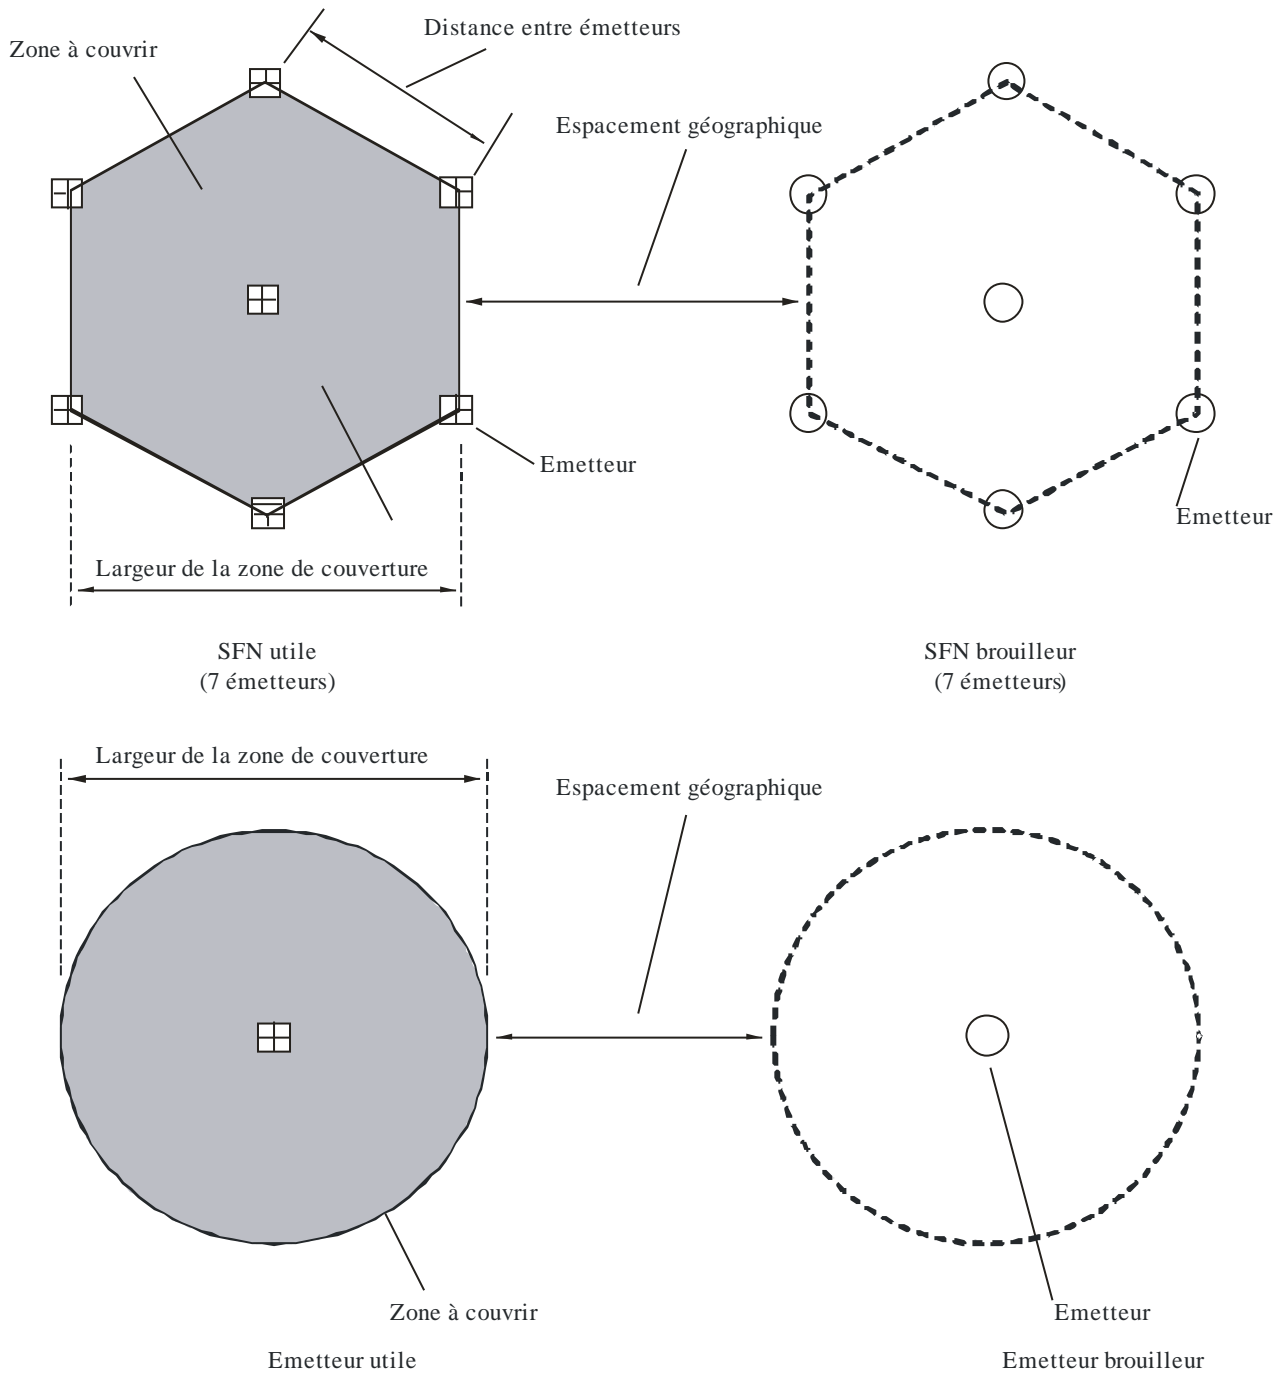 Distance entre émetteurs
Zone à couvrir
Espacement géographique
Emetteur
Emetteur
Largeur de la zone de couverture
SFN utile
(7 émetteurs)
SFN brouilleur
(7 émetteurs)
Largeur de la zone de couverture
Espacement géographique
Zone à couvrir
Emetteur
Emetteur utile
Emetteur brouilleur